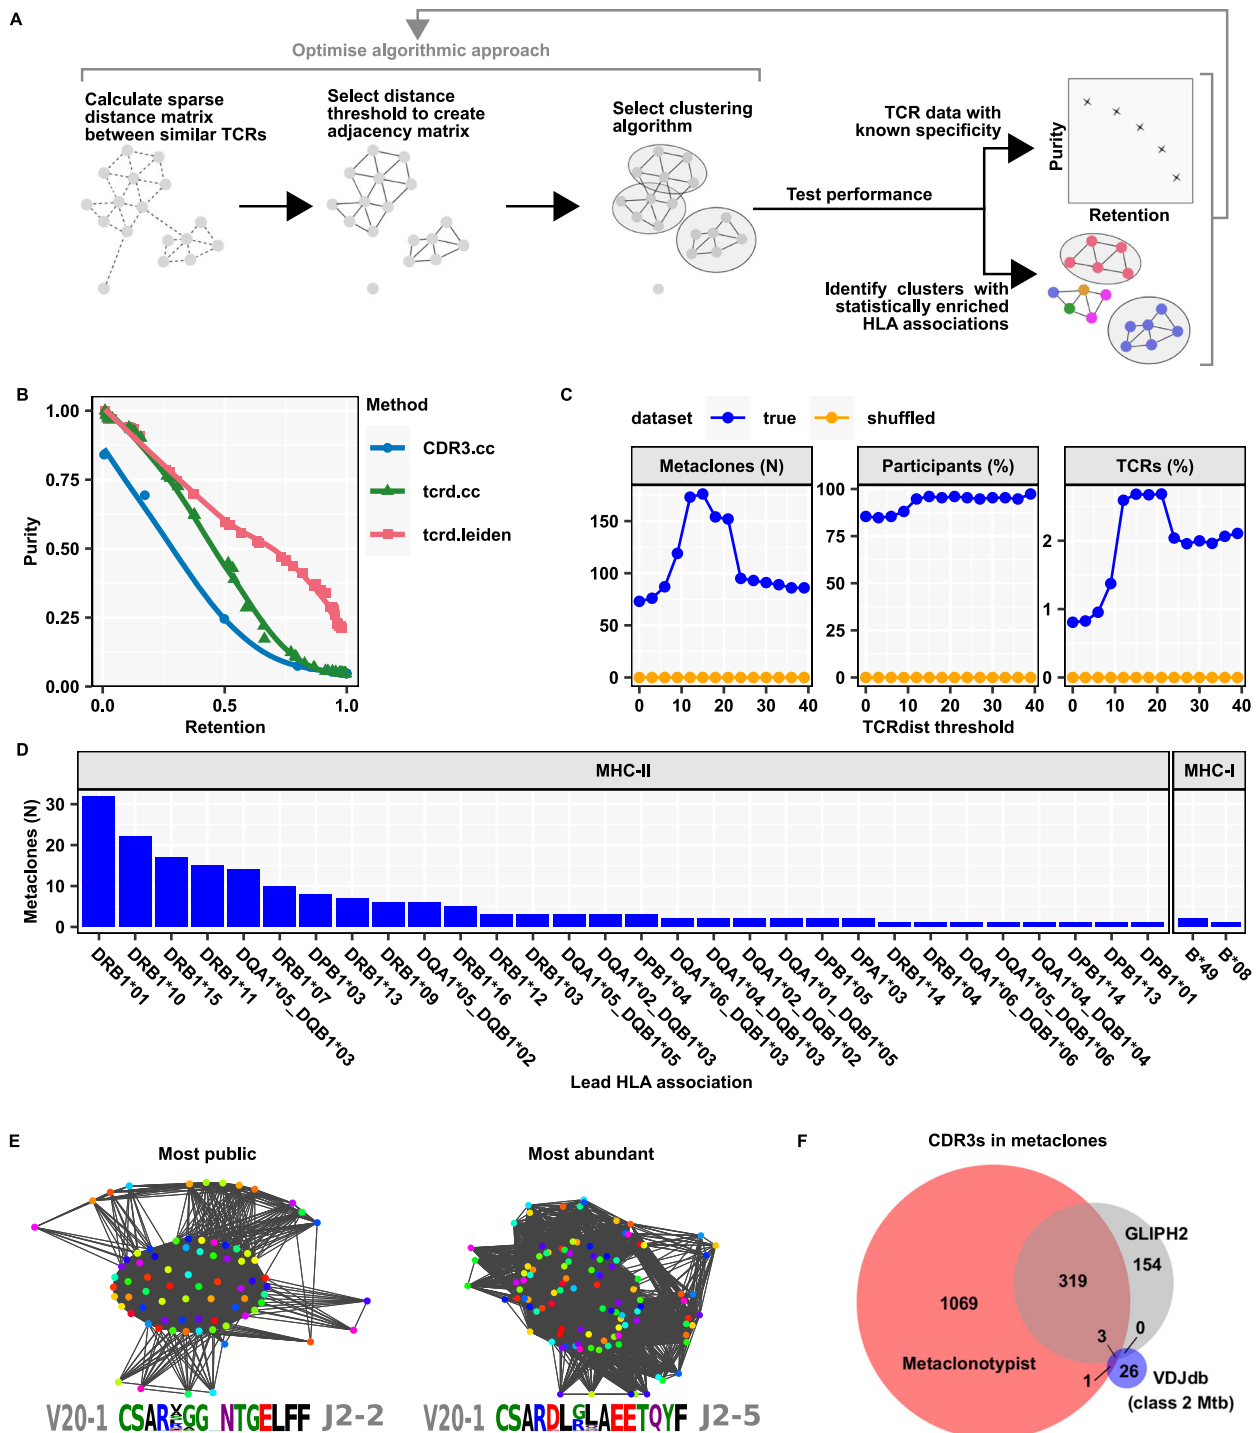 A
Optimise algorithmic approach
Calculate sparse
distance matrix
between similar TCRs
Select distance
threshold to create
adjacency matrix
Select clustering
algorithm
Test performance
TCR data with
known specificity
Purity
Retention
Identify clusters with
statistically enriched
HLA associations
B
1.00
0.75
0.50
0.25
0.00
Purity
0.0
0.5
1.0
Retention
Method
CDR3.cc
tcrd.cc
tcrd.leiden
C
dataset true shuffled
Metaclones (N)
Participants (%)
TCRs (%)
150
100
50
0
100
75
50
25
0
2
1
0
0 10 20 30 40
0 10 20 30 40
0 10 20 30 40
TCRdist threshold
D
MHC-II
MHC-I
Metaclones (N)
30
20
10
0
DRB1*01
DRB1*10
DRB1*15
DRB1*11
DQA1*05_DQB1*03
DRB1*07
DPB1*03
DRB1*13
DRB1*09
DQA1*05_DQB1*02
DRB1*16
DRB1*12
DRB1*03
DQA1*05_DQB1*05
DQA1*02_DQB1*03
DPB1*04
DQA1*06_DQB1*03
DQA1*04_DQB1*03
DQA1*02_DQB1*02
DQA1*01_DQB1*05
DPB1*05
DPA1*03
DRB1*14
DRB1*04
DQA1*06_DQB1*06
DQA1*05_DQB1*06
DQA1*04_DQB1*04
DPB1*14
DPB1*13
DPB1*01
B*49
B*08
Lead HLA association
E
Most public
Most abundant
V20-1 CSAR GG NTGELFF J2-2
V20-1 CSARDL LAEETQYF J2-5
F
CDR3s in metaclones
GLIPH2
154
319
1069
3
0
Metaclonotypist
1
26
VDJdb
(class 2 Mtb)